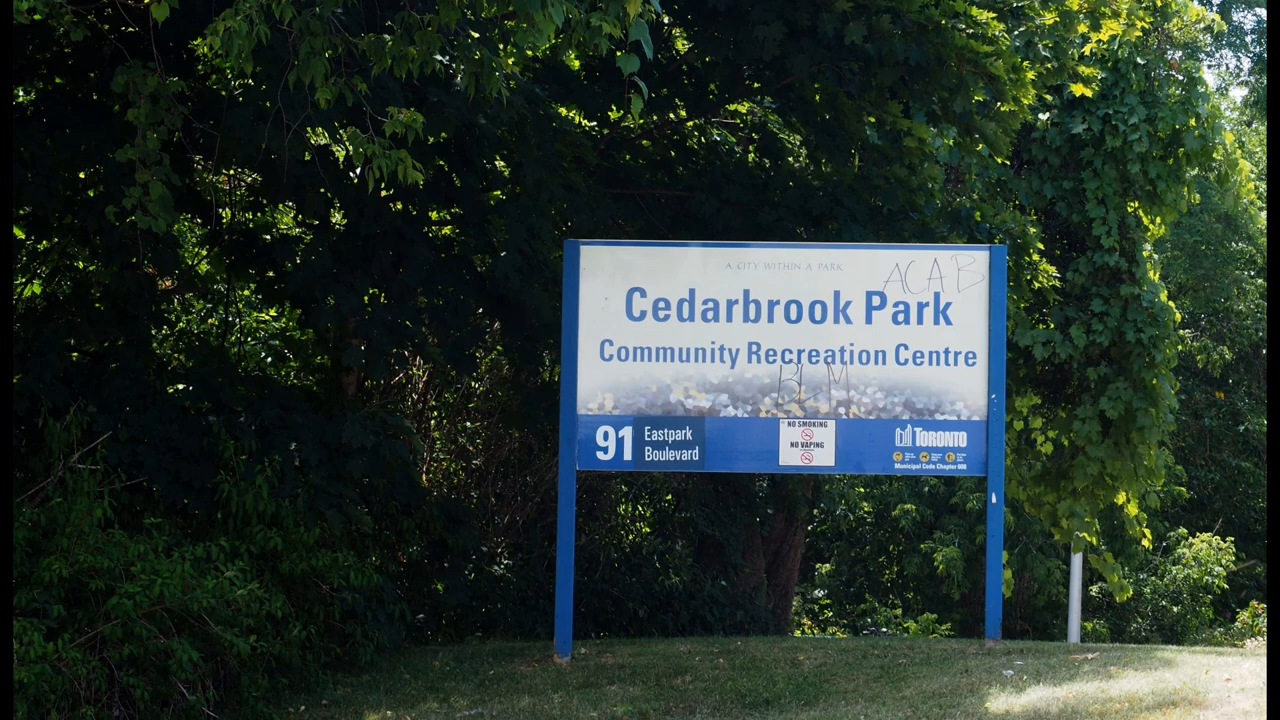 A CITY WITHIN A PARK
ACAB
Cedarbrook Park
Community Recreation Centre
BLM
91
Eastpark
Boulevard
NO SMOKING
NO VAPING
TORONTO
Municipal Code Chapter 608